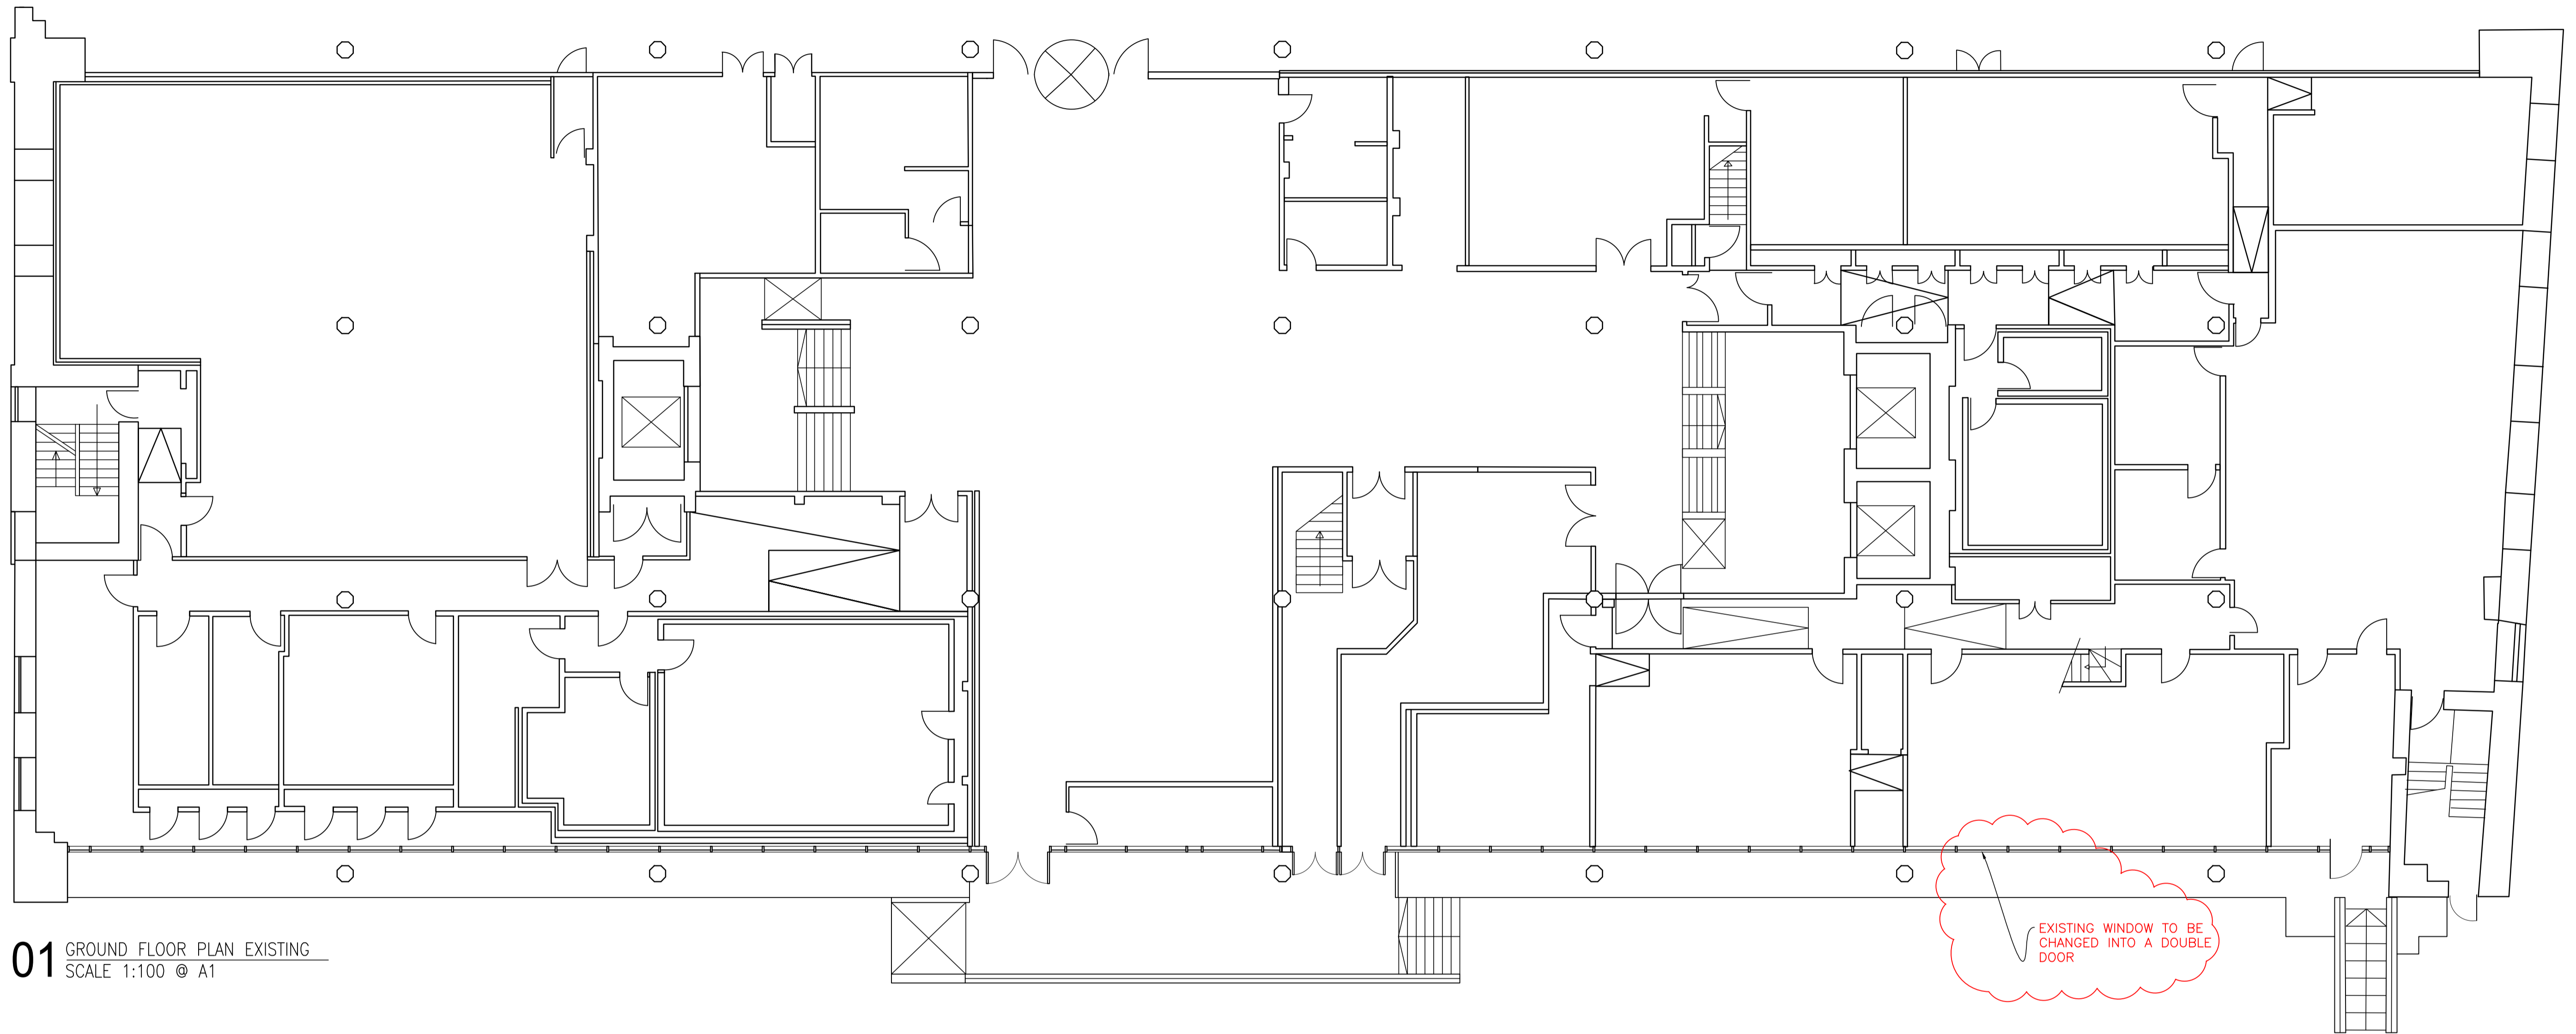 EXISTING WINDOW TO BE
CHANGED INTO A DOUBLE
DOOR
01 GROUND FLOOR PLAN EXISTING
SCALE 1:100 @ A1